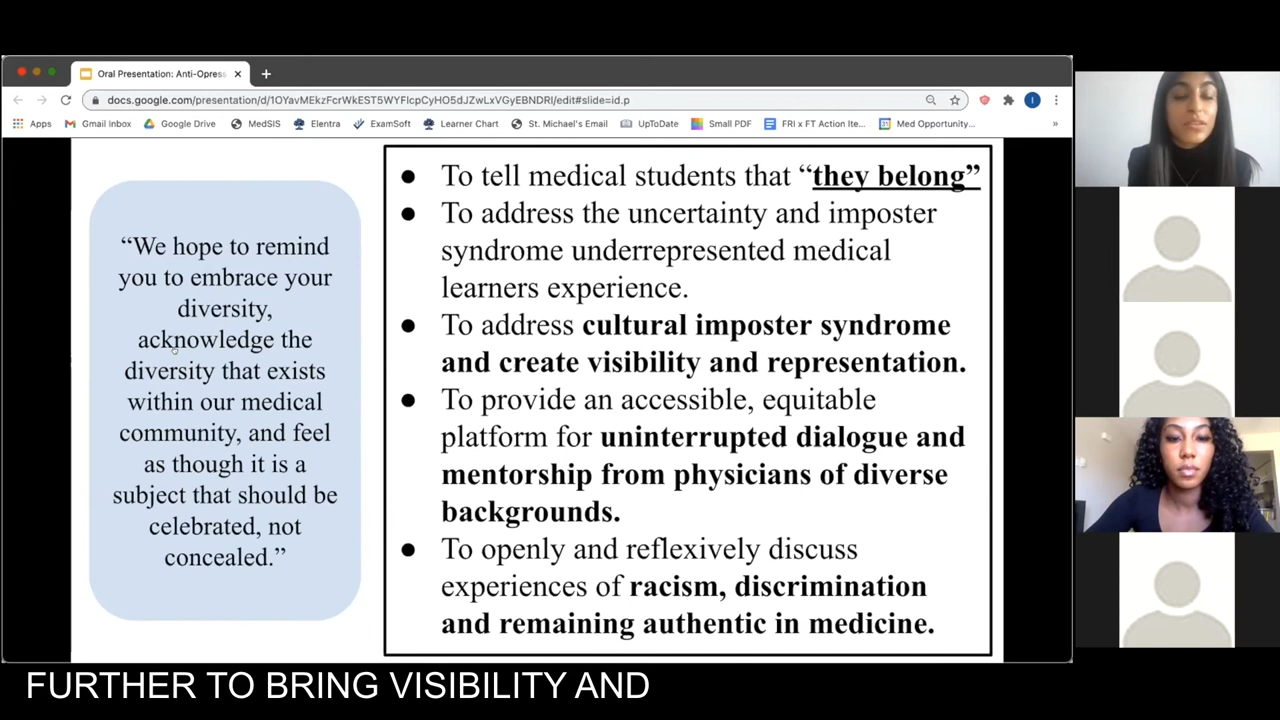 Oral Presentation: Anti-Opress
docs.google.com/presentation/d/1OYavMEkzFcrWkEST5WYFlcpCyHO5dJZwLxVGyEBNDRI/edit#slide=id.p
I
Apps Gmail Inbox Google Drive MedSIS Elentra ExamSoft Learner Chart St. Michael's Email UpToDate Small PDF FRI x FT Action Ite... Med Opportunity... »
“We hope to remind
you to embrace your
diversity,
acknowledge the
diversity that exists
within our medical
community, and feel
as though it is a
subject that should be
celebrated, not
concealed.”
● To tell medical students that “they belong”
● To address the uncertainty and imposter
syndrome underrepresented medical
learners experience.
● To address cultural imposter syndrome
and create visibility and representation.
● To provide an accessible, equitable
platform for uninterrupted dialogue and
mentorship from physicians of diverse
backgrounds.
● To openly and reflexively discuss
experiences of racism, discrimination
and remaining authentic in medicine.
FURTHER TO BRING VISIBILITY AND